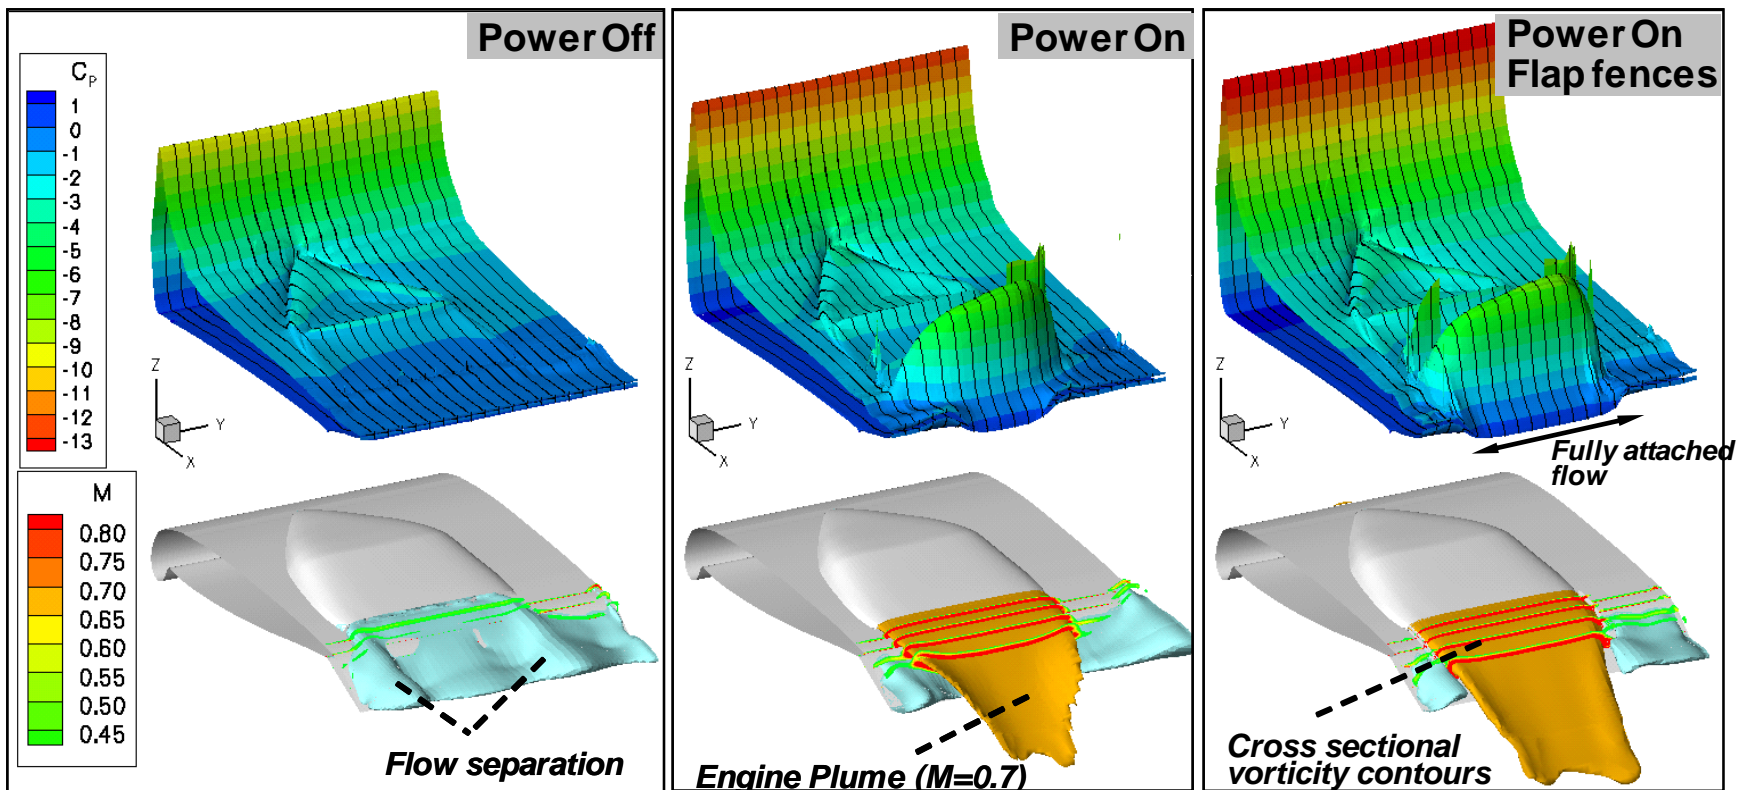 Power Off
C_P
1
0
-1
-2
-3
-4
-5
-6
-7
-8
-9
-10
-11
-12
-13
Z
Y
X
M
0.80
0.75
0.70
0.65
0.60
0.55
0.50
0.45
Flow separation
Power On
Z
Y
X
Engine Plume (M=0.7)
Power On
Flap fences
Z
Y
X
Fully attached
flow
Cross sectional
vorticity contours